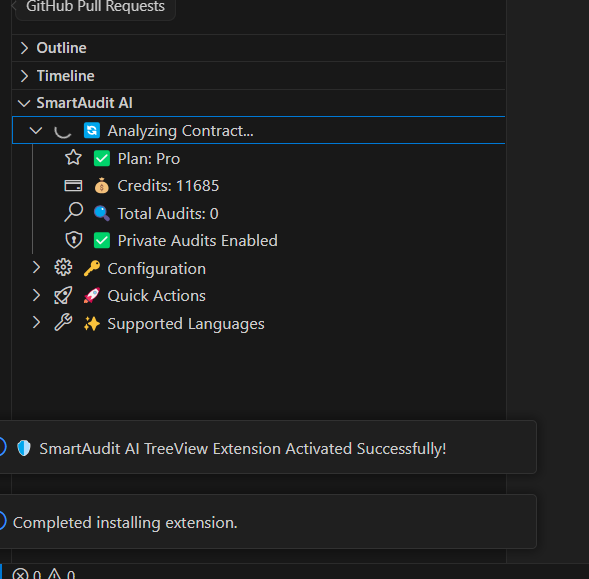 GitHub Pull Requests
Outline
Timeline
SmartAudit AI
Analyzing Contract...
Plan: Pro
Credits: 11685
Total Audits: 0
Private Audits Enabled
Configuration
Quick Actions
Supported Languages
SmartAudit AI TreeView Extension Activated Successfully!
Completed installing extension.
0 0